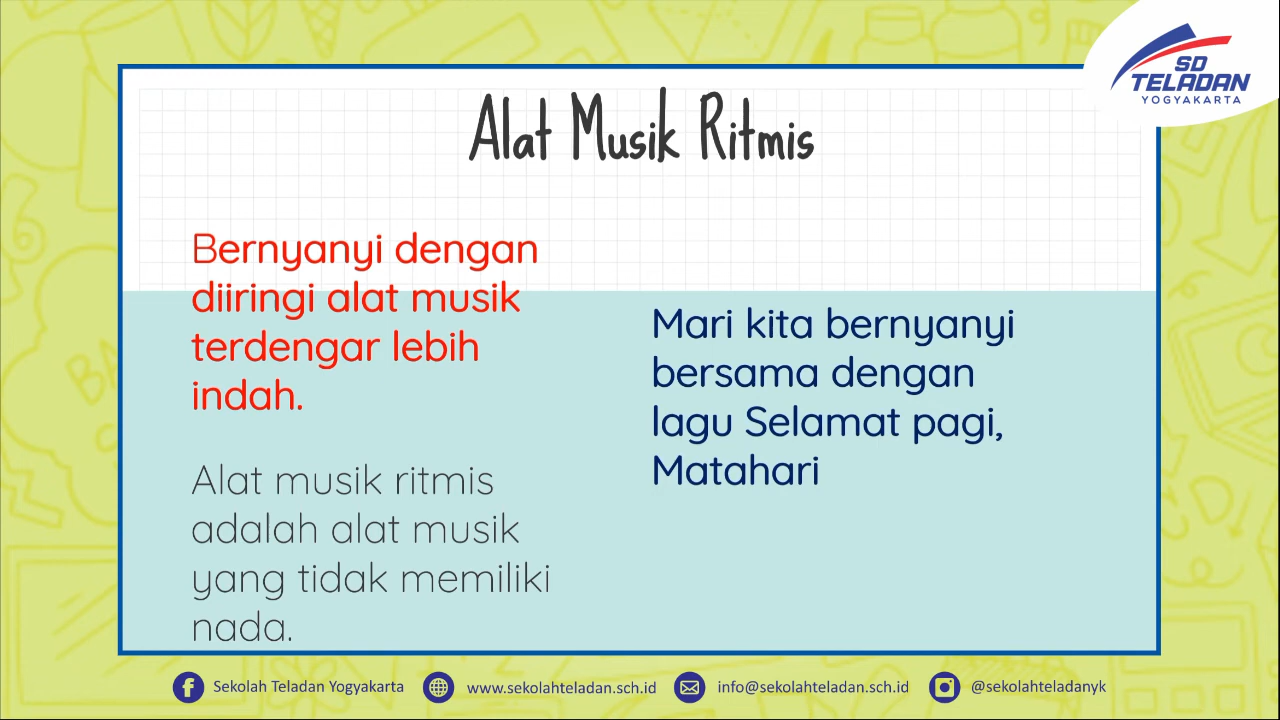 SD
TELADAN
YOGYAKARTA
Alat Musik Ritmis
Bernyanyi dengan
diiringi alat musik
terdengar lebih
indah.
Alat musik ritmis
adalah alat musik
yang tidak memiliki
nada.
Mari kita bernyanyi
bersama dengan
lagu Selamat pagi,
Matahari
Sekolah Teladan Yogyakarta
www.sekolahteladan.sch.id
info@sekolahteladan.sch.id
@sekolahteladanyk